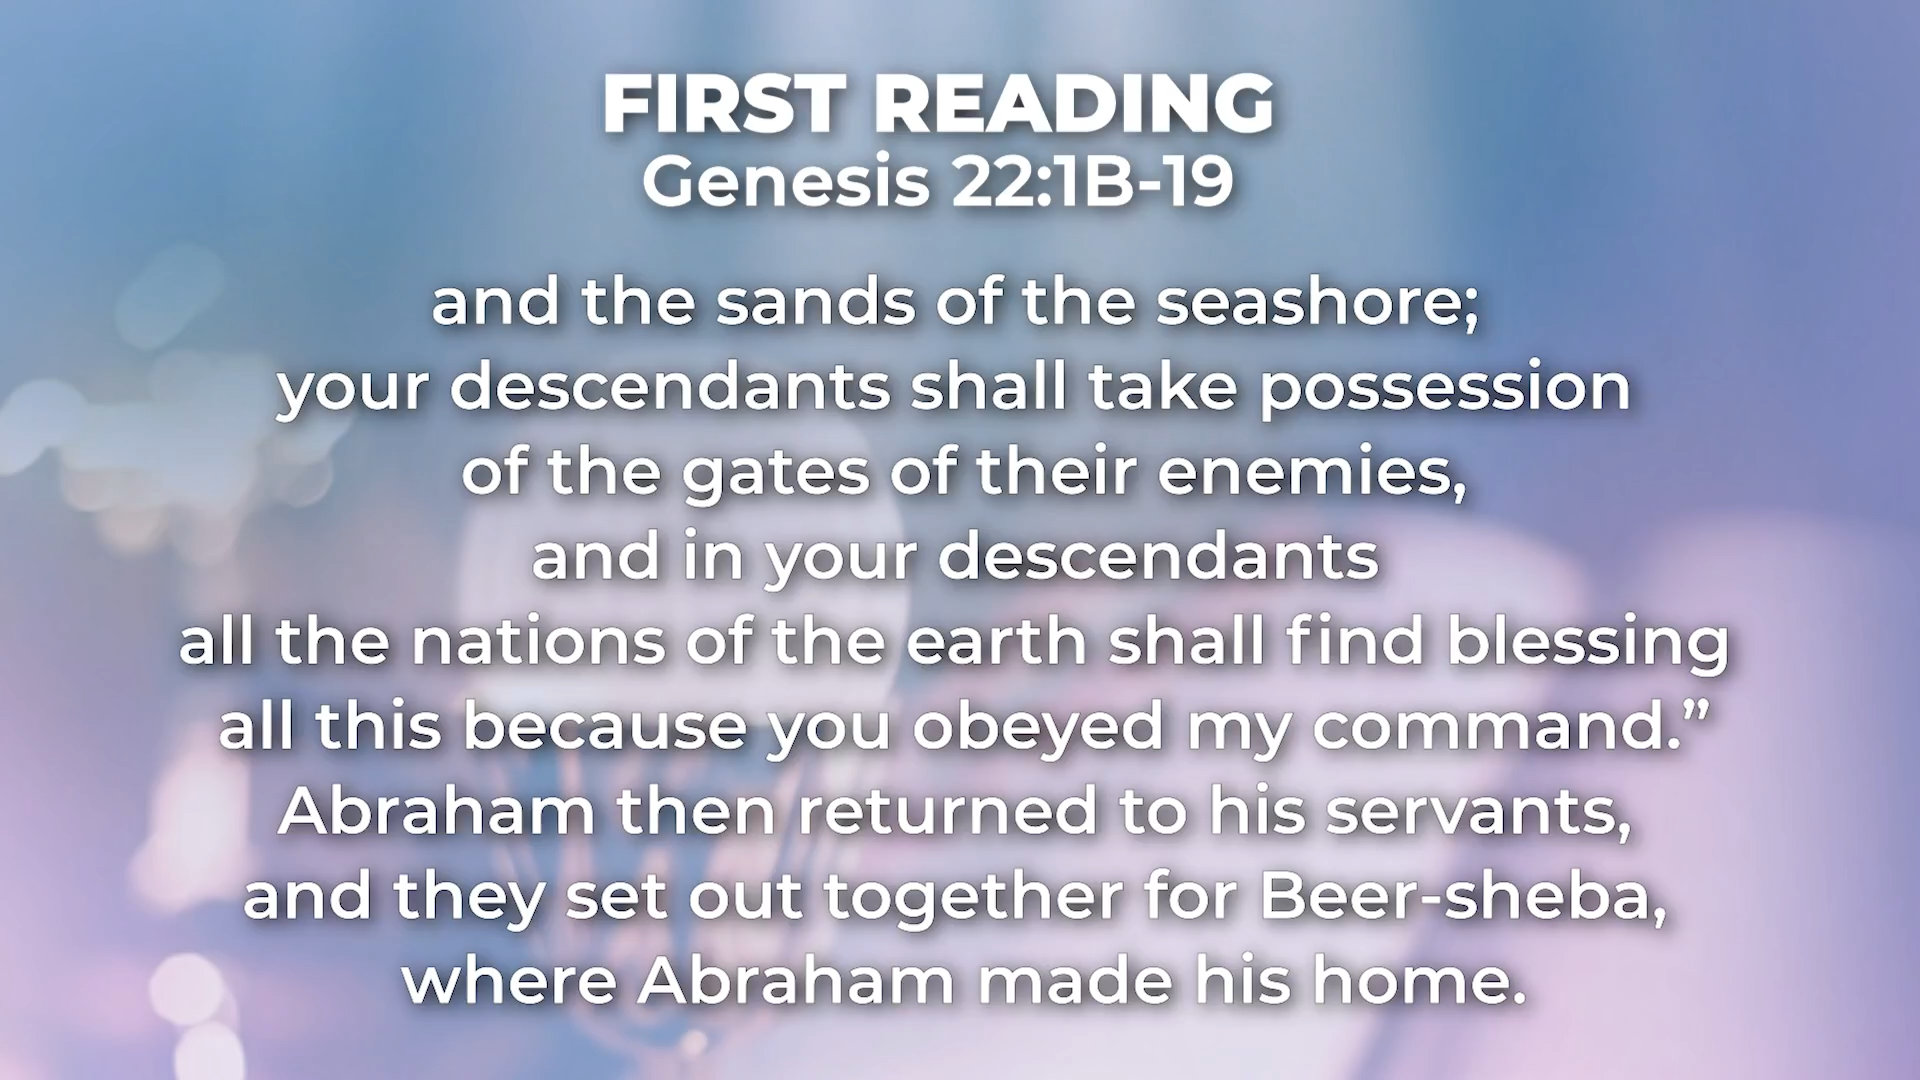 FIRST READING
Genesis 22:1B-19
and the sands of the seashore;
your descendants shall take possession
of the gates of their enemies,
and in your descendants
all the nations of the earth shall find blessing
all this because you obeyed my command.”
Abraham then returned to his servants,
and they set out together for Beer-sheba,
where Abraham made his home.